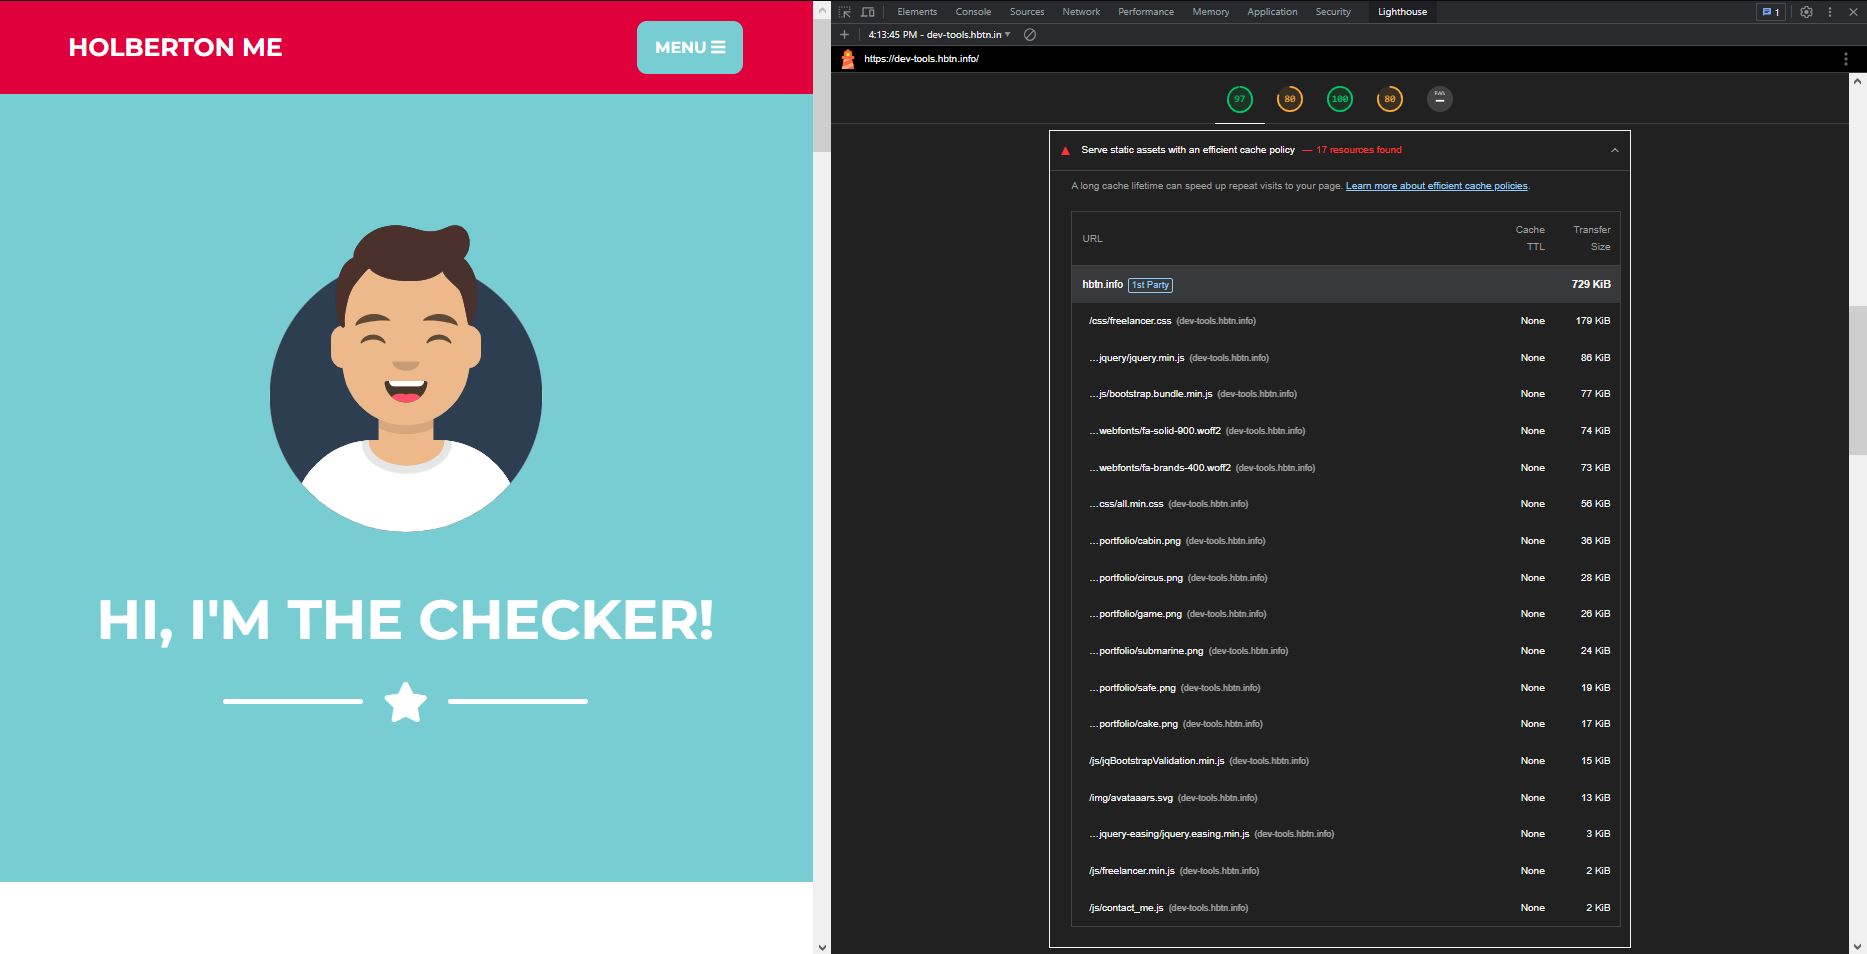 HOLBERTON ME
MENU
HI, I'M THE CHECKER!
Elements Console Sources Network Performance Memory Application Security Lighthouse 1
4:13:45 PM - dev-tools.hbtn.in
https://dev-tools.hbtn.info/
97 80 100 80 PWA
Serve static assets with an efficient cache policy — 17 resources found
A long cache lifetime can speed up repeat visits to your page. Learn more about efficient cache policies.
URL Cache TTL Transfer Size
hbtn.info 1st Party 729 KiB
/css/freelancer.css (dev-tools.hbtn.info) None 179 KiB
…jquery/jquery.min.js (dev-tools.hbtn.info) None 86 KiB
…js/bootstrap.bundle.min.js (dev-tools.hbtn.info) None 77 KiB
…webfonts/fa-solid-900.woff2 (dev-tools.hbtn.info) None 74 KiB
…webfonts/fa-brands-400.woff2 (dev-tools.hbtn.info) None 73 KiB
…css/all.min.css (dev-tools.hbtn.info) None 56 KiB
…portfolio/cabin.png (dev-tools.hbtn.info) None 36 KiB
…portfolio/circus.png (dev-tools.hbtn.info) None 28 KiB
…portfolio/game.png (dev-tools.hbtn.info) None 26 KiB
…portfolio/submarine.png (dev-tools.hbtn.info) None 24 KiB
…portfolio/safe.png (dev-tools.hbtn.info) None 19 KiB
…portfolio/cake.png (dev-tools.hbtn.info) None 17 KiB
/js/jqBootstrapValidation.min.js (dev-tools.hbtn.info) None 15 KiB
/img/avataaars.svg (dev-tools.hbtn.info) None 13 KiB
…jquery-easing/jquery.easing.min.js (dev-tools.hbtn.info) None 3 KiB
/js/freelancer.min.js (dev-tools.hbtn.info) None 2 KiB
/js/contact_me.js (dev-tools.hbtn.info) None 2 KiB